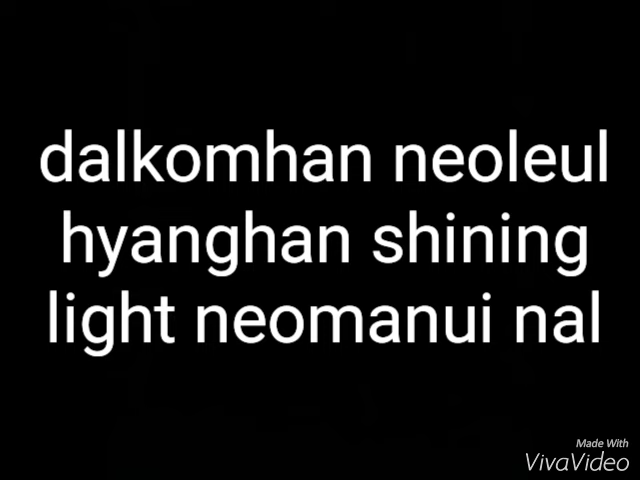 dalkomhan neoleul
hyanghan shining
light neomanui nal
Made With
VivaVideo